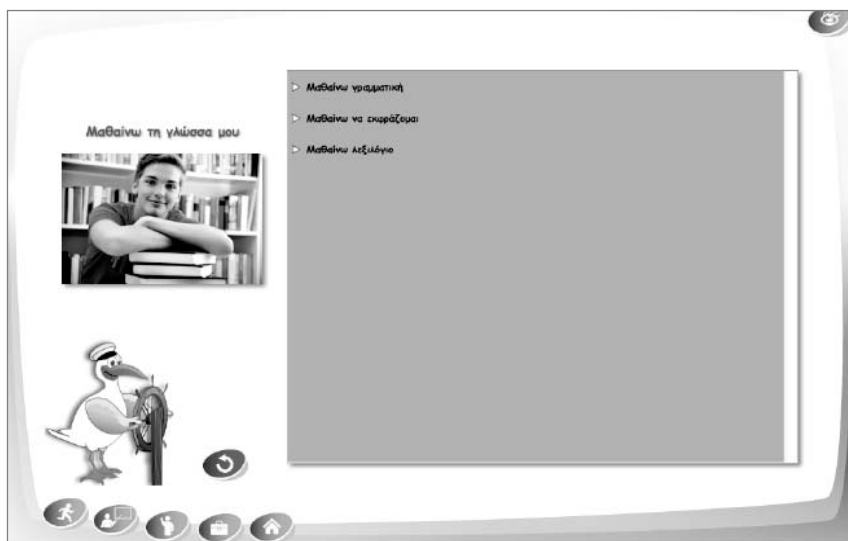 Μαθαίνω τη γλώσσα μου
Μαθαίνω γραμματική
Μαθαίνω να εκφράζομαι
Μαθαίνω λεξιλόγιο